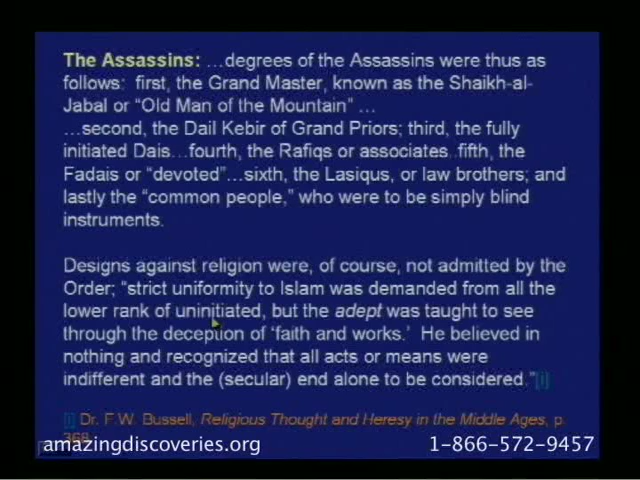 The Assassins: …degrees of the Assassins were thus as
follows: first, the Grand Master, known as the Shaikh-al-
Jabal or “Old Man of the Mountain” …
…second, the Dail Kebir of Grand Priors; third, the fully
initiated Dais…fourth, the Rafiqs or associates..fifth, the
Fadais or “devoted”…sixth, the Lasiqus, or law brothers; and
lastly the “common people,” who were to be simply blind
instruments.
Designs against religion were, of course, not admitted by the
Order; “strict uniformity to Islam was demanded from all the
lower rank of uninitiated, but the adept was taught to see
through the deception of ‘faith and works.’ He believed in
nothing and recognized that all acts or means were
indifferent and the (secular) end alone to be considered.”[i]
[i] Dr. F.W. Bussell, Religious Thought and Heresy in the Middle Ages, p.
368
amazingdiscoveries.org
1-866-572-9457